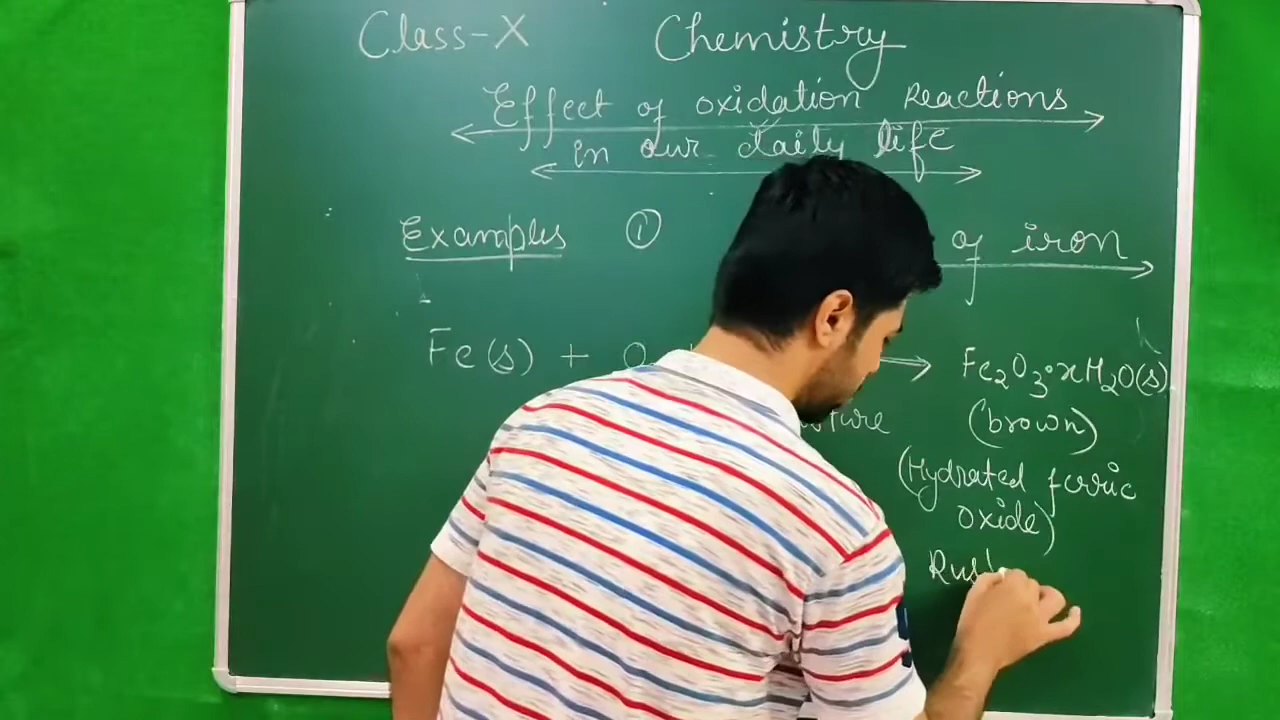 Class-X Chemistry
Effect of oxidation Reactions
in our daily life
Examples ① of iron
Fe(s) + O
Fe₂O₃·xH₂O(s)
(brown)
(Hydrated ferric
oxide)
Rust